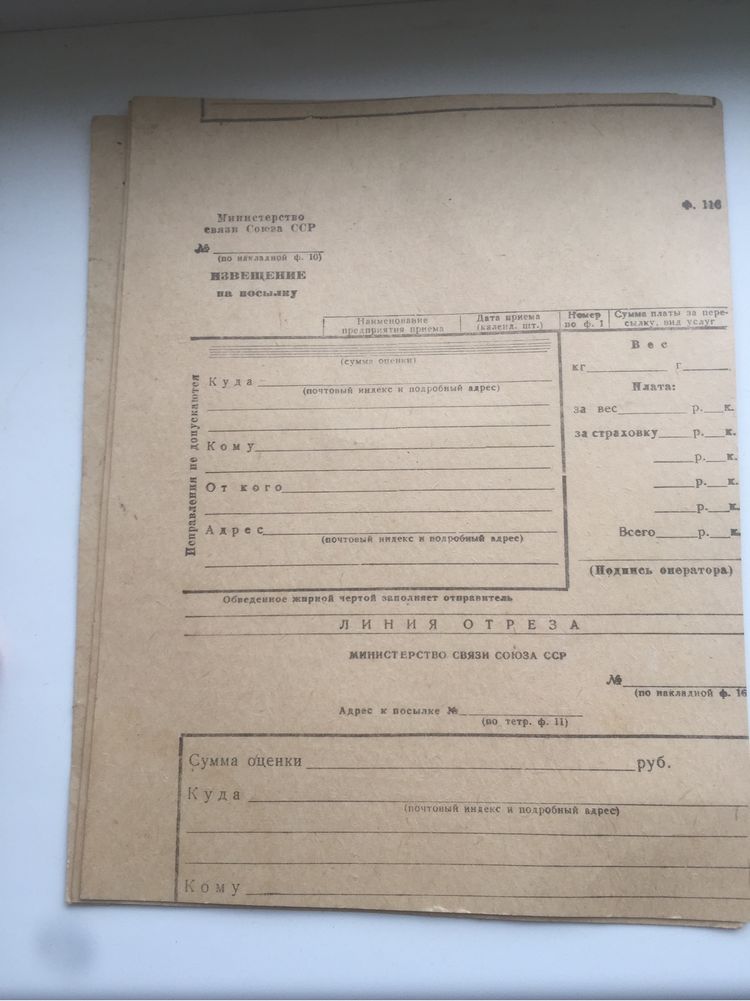 Ф. 116
Министерство
связи Союза ССР
№
(по накладной ф. 10)
ИЗВЕЩЕНИЕ
на посылку
Наименование предприятия приема
Дата приема (календ. шт.)
Номер по ф. 1
Сумма платы за пере-сылку, вид услуг
Исправления не допускаются
(сумма оценки)
Куда
(почтовый индекс и подробный адрес)
Кому
От кого
Адрес
(почтовый индекс и подробный адрес)
Вес
кг г
Плата:
за вес р. к.
за страховку р. к.
р. к.
р. к.
р. к.
Всего р. к.
(Подпись оператора)
Обведенное жирной чертой заполняет отправитель
ЛИНИЯ ОТРЕЗА
МИНИСТЕРСТВО СВЯЗИ СОЮЗА ССР
№
(по накладной ф. 16
Адрес к посылке №
(по тетр. ф. 11)
Сумма оценки руб.
Куда
(почтовый индекс и подробный адрес)
Кому